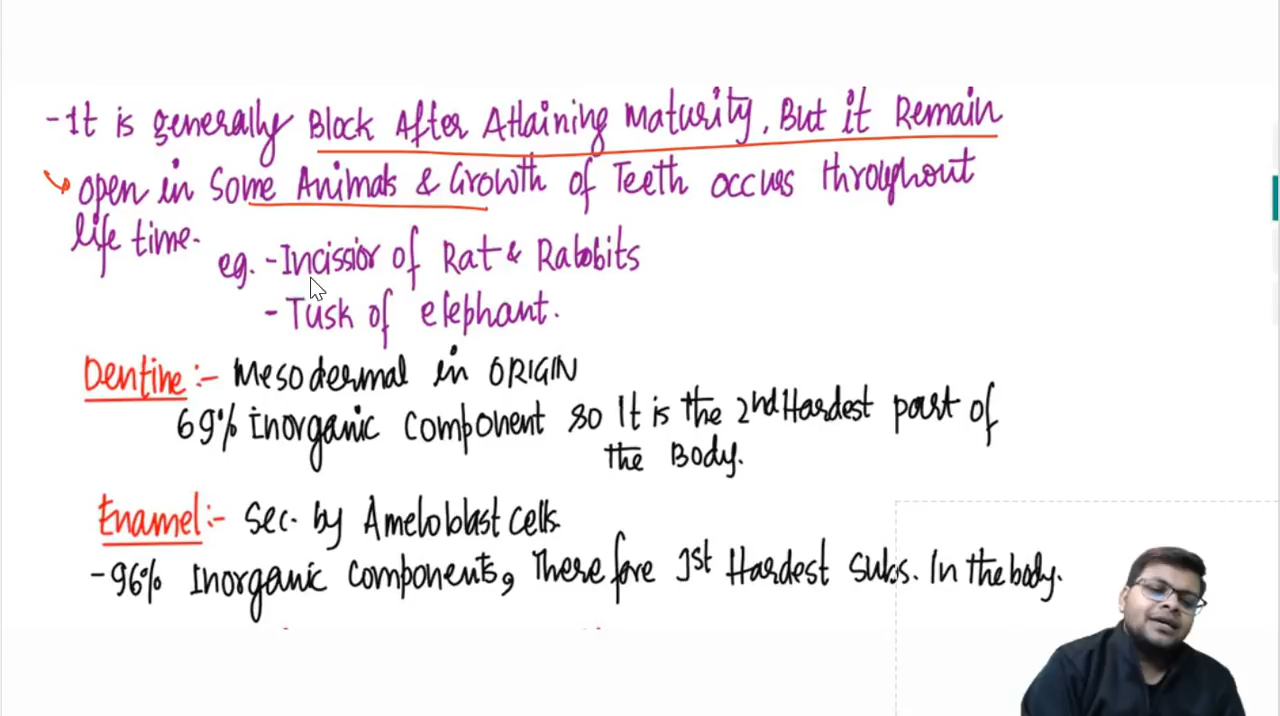 - It is generally Block After Attaining Maturity, But it Remain
open in Some Animals & Growth of Teeth occurs throughout
life time.
eg. - Incissior of Rat & Rabbits
- Tusk of elephant.
Dentine :- Mesodermal in ORIGIN
69% Inorganic component so It is the 2nd Hardest part of
the Body.
Enamel :- Sec. by Ameloblast cells.
- 96% Inorganic Components, Therefore 1st Hardest Subs. In the body.